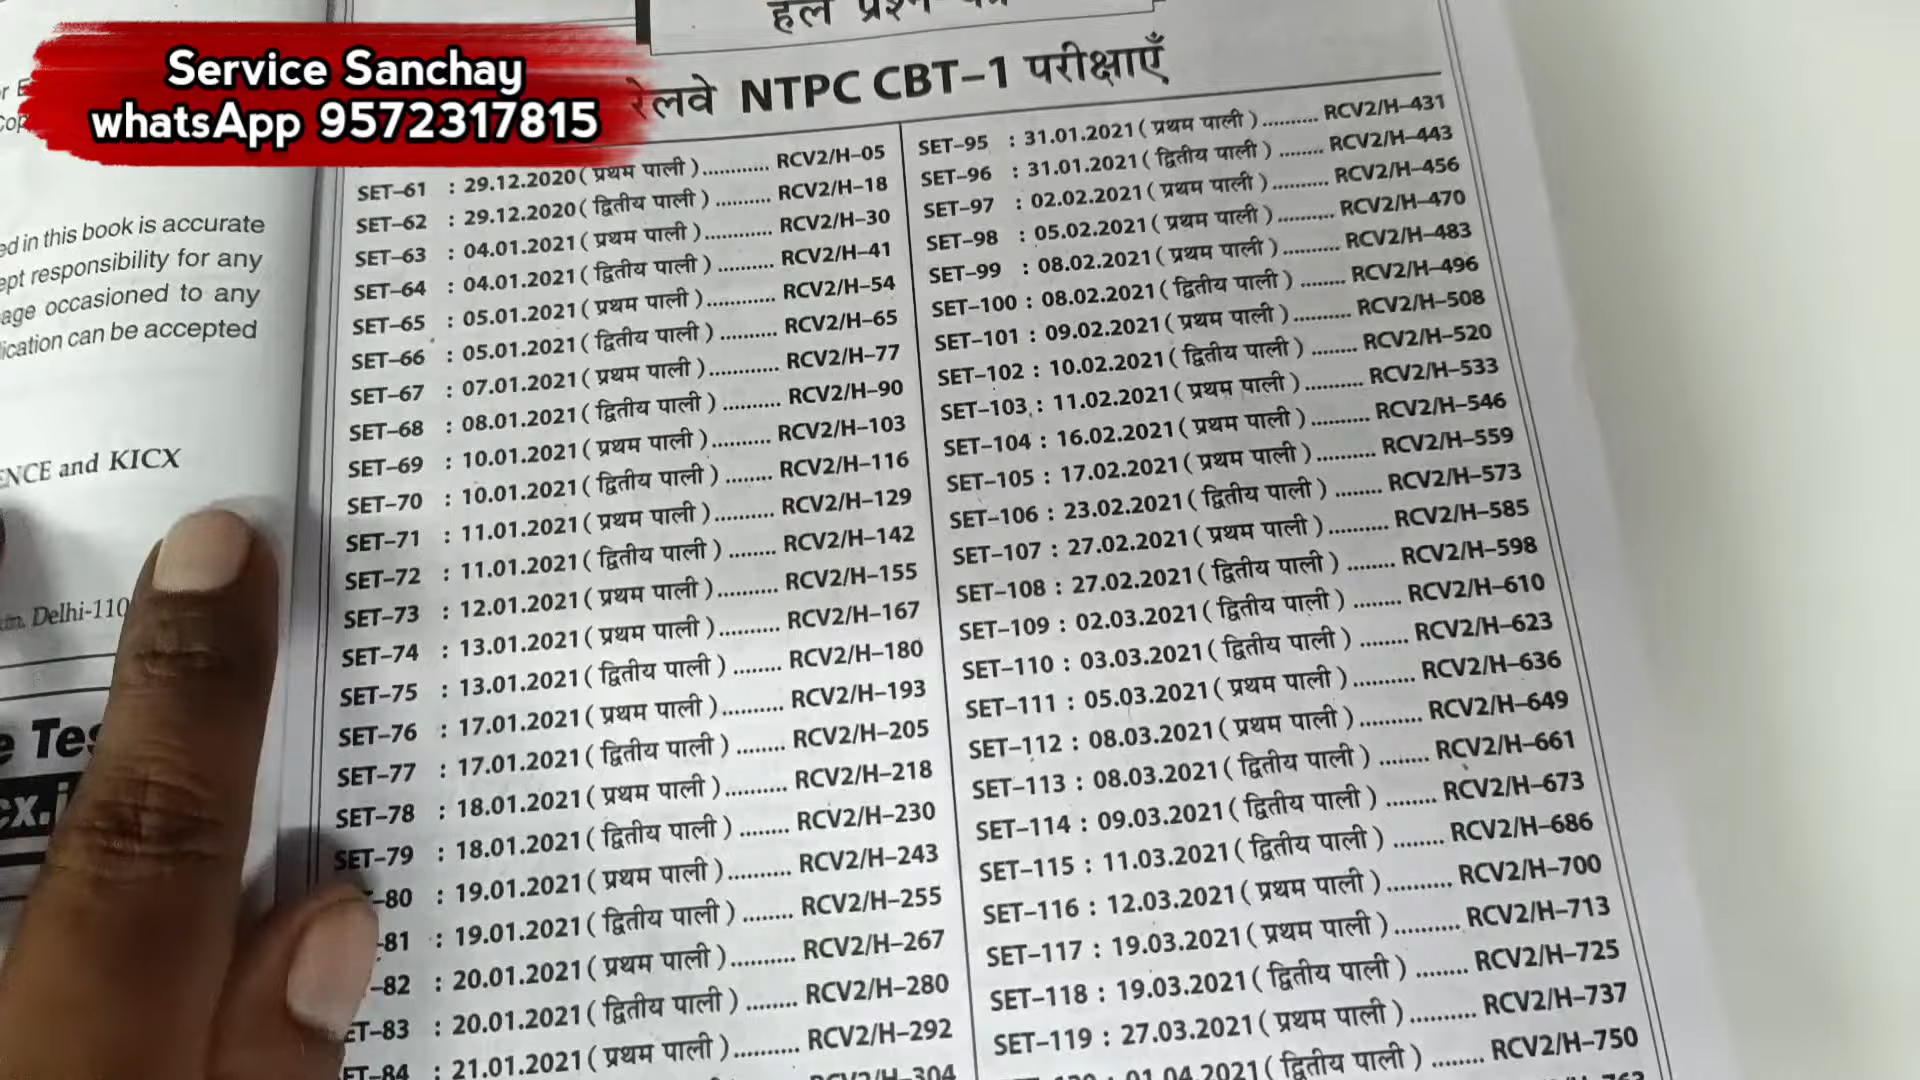 Service Sanchay
whatsApp 9572317815
ed in this book is accurate
ept responsibility for any
age occasioned to any
ication can be accepted
ENCE and KICX
Delhi-110
e Tes
रेलवे NTPC CBT–1 परीक्षाएँ
SET–61 : 29.12.2020 ( प्रथम पाली )............ RCV2/H–05
SET–62 : 29.12.2020 ( द्वितीय पाली ) .......... RCV2/H–18
SET–63 : 04.01.2021 ( प्रथम पाली )............ RCV2/H–30
SET–64 : 04.01.2021 ( द्वितीय पाली ) .......... RCV2/H–41
SET–65 : 05.01.2021 ( प्रथम पाली )............ RCV2/H–54
SET–66 : 05.01.2021 ( द्वितीय पाली ) .......... RCV2/H–65
SET–67 : 07.01.2021 ( प्रथम पाली )............ RCV2/H–77
SET–68 : 08.01.2021 ( द्वितीय पाली ) .......... RCV2/H–90
SET–69 : 10.01.2021 ( प्रथम पाली ).......... RCV2/H–103
SET–70 : 10.01.2021 ( द्वितीय पाली ) ........ RCV2/H–116
SET–71 : 11.01.2021 ( प्रथम पाली ).......... RCV2/H–129
SET–72 : 11.01.2021 ( द्वितीय पाली ) ........ RCV2/H–142
SET–73 : 12.01.2021 ( प्रथम पाली ).......... RCV2/H–155
SET–74 : 13.01.2021 ( प्रथम पाली ).......... RCV2/H–167
SET–75 : 13.01.2021 ( द्वितीय पाली ) ........ RCV2/H–180
SET–76 : 17.01.2021 ( प्रथम पाली ).......... RCV2/H–193
SET–77 : 17.01.2021 ( द्वितीय पाली ) ........ RCV2/H–205
SET–78 : 18.01.2021 ( प्रथम पाली ).......... RCV2/H–218
SET–79 : 18.01.2021 ( द्वितीय पाली ) ........ RCV2/H–230
–80 : 19.01.2021 ( प्रथम पाली ).......... RCV2/H–243
–81 : 19.01.2021 ( द्वितीय पाली ) ........ RCV2/H–255
–82 : 20.01.2021 ( प्रथम पाली ).......... RCV2/H–267
ET–83 : 20.01.2021 ( द्वितीय पाली ) ........ RCV2/H–280
ET–84 : 21.01.2021 ( प्रथम पाली ).......... RCV2/H–292
SET–95 : 31.01.2021 ( प्रथम पाली ).......... RCV2/H–431
SET–96 : 31.01.2021 ( द्वितीय पाली ) ........ RCV2/H–443
SET–97 : 02.02.2021 ( प्रथम पाली ).......... RCV2/H–456
SET–98 : 05.02.2021 ( प्रथम पाली ).......... RCV2/H–470
SET–99 : 08.02.2021 ( प्रथम पाली ).......... RCV2/H–483
SET–100 : 08.02.2021 ( द्वितीय पाली ) ........ RCV2/H–496
SET–101 : 09.02.2021 ( प्रथम पाली ).......... RCV2/H–508
SET–102 : 10.02.2021 ( द्वितीय पाली ) ........ RCV2/H–520
SET–103 : 11.02.2021 ( प्रथम पाली ).......... RCV2/H–533
SET–104 : 16.02.2021 ( प्रथम पाली ).......... RCV2/H–546
SET–105 : 17.02.2021 ( प्रथम पाली ).......... RCV2/H–559
SET–106 : 23.02.2021 ( द्वितीय पाली ) ........ RCV2/H–573
SET–107 : 27.02.2021 ( प्रथम पाली ).......... RCV2/H–585
SET–108 : 27.02.2021 ( द्वितीय पाली ) ........ RCV2/H–598
SET–109 : 02.03.2021 ( द्वितीय पाली ) ........ RCV2/H–610
SET–110 : 03.03.2021 ( द्वितीय पाली ) ........ RCV2/H–623
SET–111 : 05.03.2021 ( प्रथम पाली ).......... RCV2/H–636
SET–112 : 08.03.2021 ( प्रथम पाली ).......... RCV2/H–649
SET–113 : 08.03.2021 ( द्वितीय पाली ) ........ RCV2/H–661
SET–114 : 09.03.2021 ( द्वितीय पाली ) ........ RCV2/H–673
SET–115 : 11.03.2021 ( द्वितीय पाली ) ........ RCV2/H–686
SET–116 : 12.03.2021 ( प्रथम पाली ).......... RCV2/H–700
SET–117 : 19.03.2021 ( प्रथम पाली ).......... RCV2/H–713
SET–118 : 19.03.2021 ( द्वितीय पाली ) ........ RCV2/H–725
SET–119 : 27.03.2021 ( प्रथम पाली ).......... RCV2/H–737
01.04.2021 ( द्वितीय पाली ) ........ RCV2/H–750